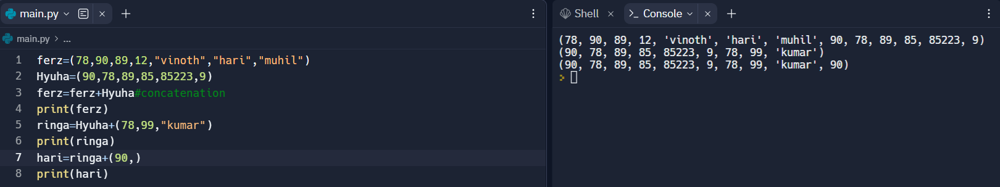 main.py
main.py > ...
1 ferz=(78,90,89,12,"vinoth","hari","muhil")
2 Hyuha=(90,78,89,85,85223,9)
3 ferz=ferz+Hyuha#concatenation
4 print(ferz)
5 ringa=Hyuha+(78,99,"kumar")
6 print(ringa)
7 hari=ringa+(90,)
8 print(hari)
Shell
Console
(78, 90, 89, 12, 'vinoth', 'hari', 'muhil', 90, 78, 89, 85, 85223, 9)
(90, 78, 89, 85, 85223, 9, 78, 99, 'kumar')
(90, 78, 89, 85, 85223, 9, 78, 99, 'kumar', 90)
>